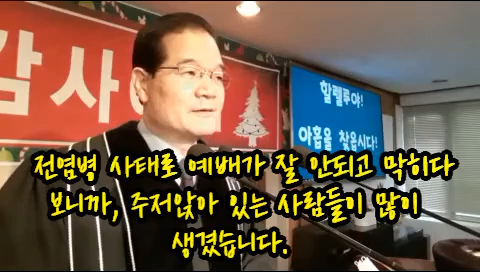 감사
할렐루야!
아홉을 찾읍시다!
전염병 사태로 예배가 잘 안되고 막히다
보니까, 주저앉아 있는 사람들이 많이
생겼습니다.